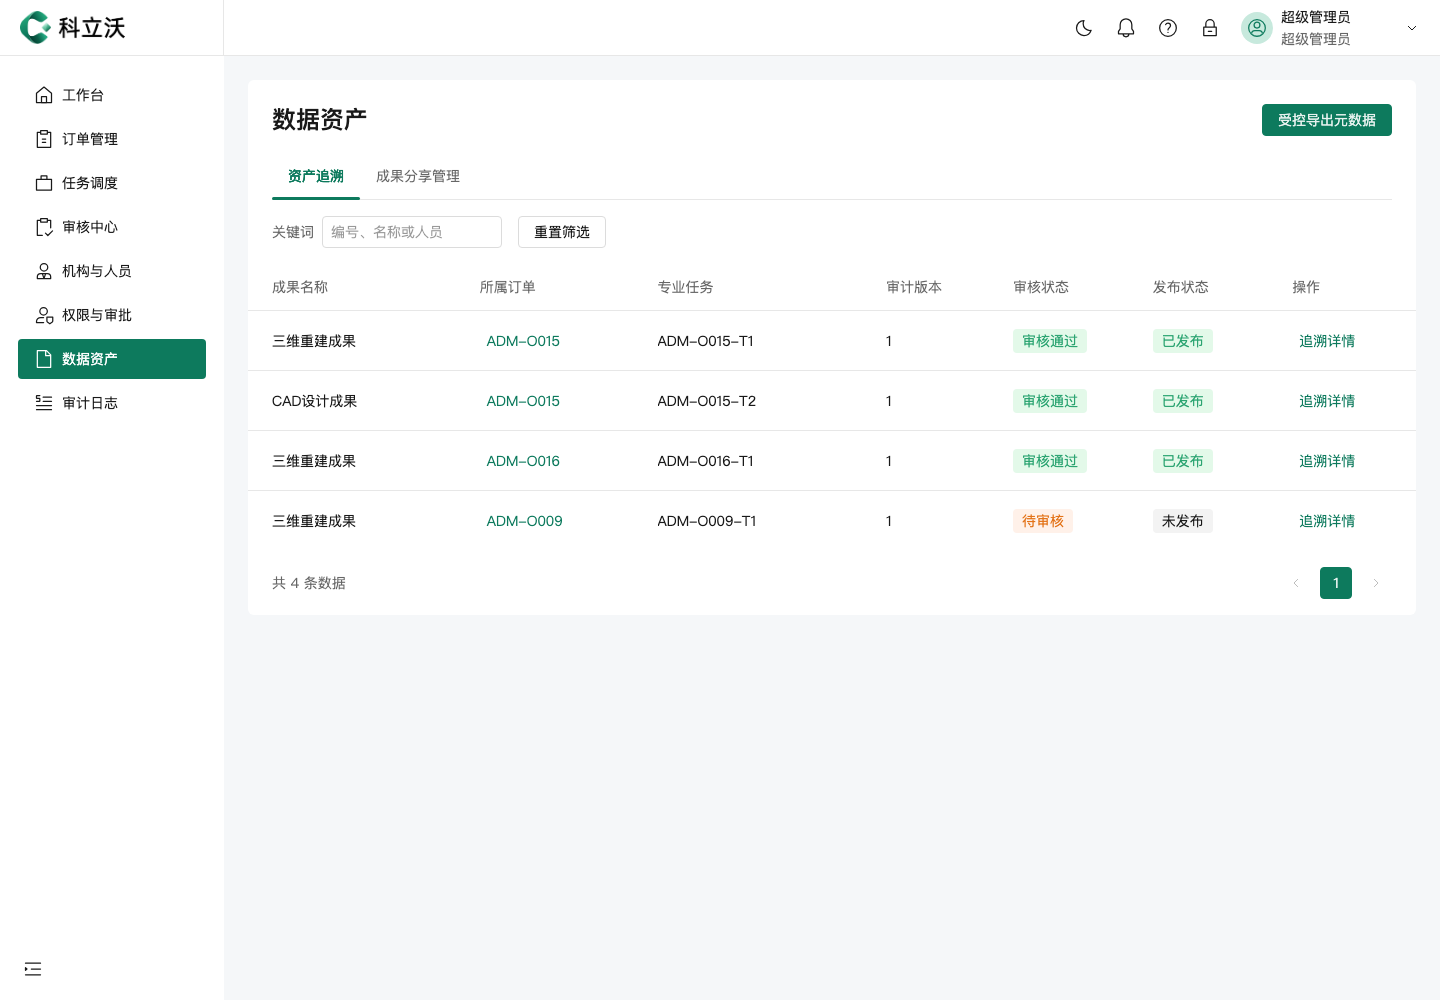 科立沃
超级管理员
超级管理员
工作台
订单管理
任务调度
审核中心
机构与人员
权限与审批
数据资产
审计日志
数据资产
受控导出元数据
资产追溯 成果分享管理
关键词 编号、名称或人员 重置筛选
成果名称 所属订单 专业任务 审计版本 审核状态 发布状态 操作
三维重建成果 ADM-O015 ADM-O015-T1 1 审核通过 已发布 追溯详情
CAD设计成果 ADM-O015 ADM-O015-T2 1 审核通过 已发布 追溯详情
三维重建成果 ADM-O016 ADM-O016-T1 1 审核通过 已发布 追溯详情
三维重建成果 ADM-O009 ADM-O009-T1 1 待审核 未发布 追溯详情
共 4 条数据 1